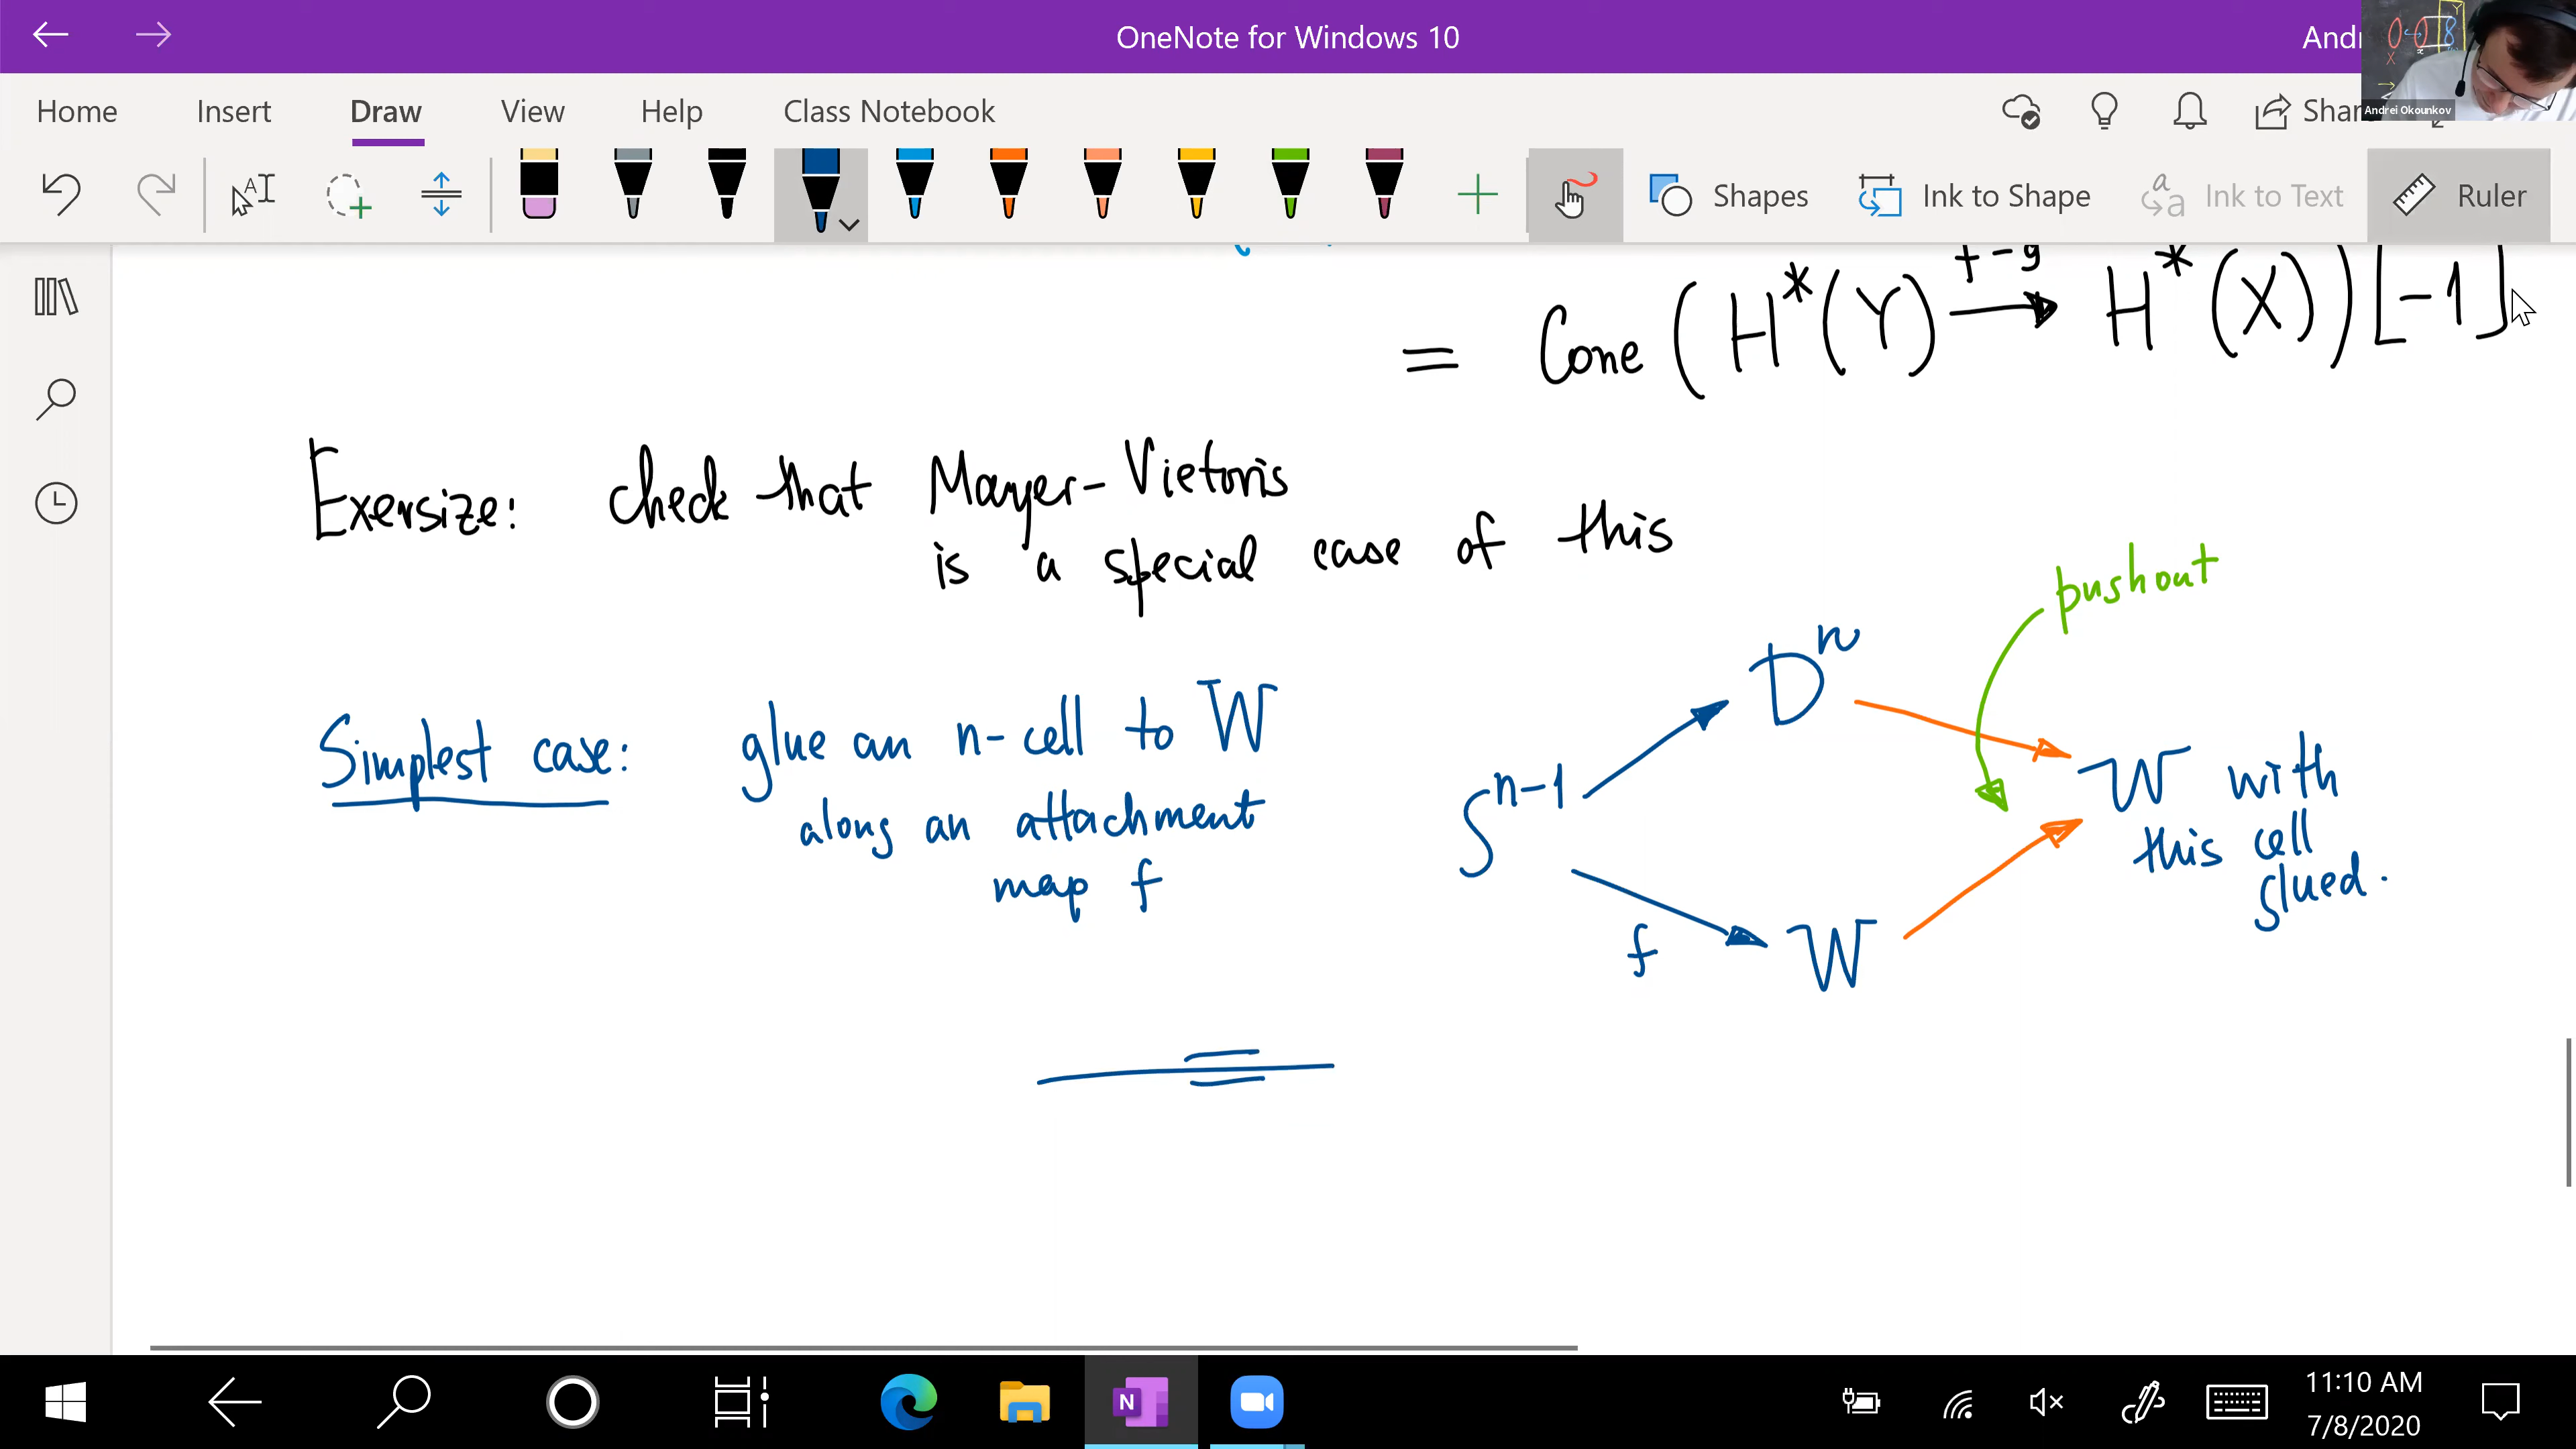 OneNote for Windows 10
Andr
Andrei Okounkov
Home Insert Draw View Help Class Notebook
Shar
Shapes Ink to Shape Ink to Text Ruler
f - g
= Cone ( H*(Y) → H*(X) ) [-1]
Exersize: check that Mayer-Vietoris
is a special case of this
pushout
Simplest case: glue an n-cell to W
along an attachment
map f
D^n
S^{n-1}
f
W
W with
this cell
glued.
11:10 AM
7/8/2020